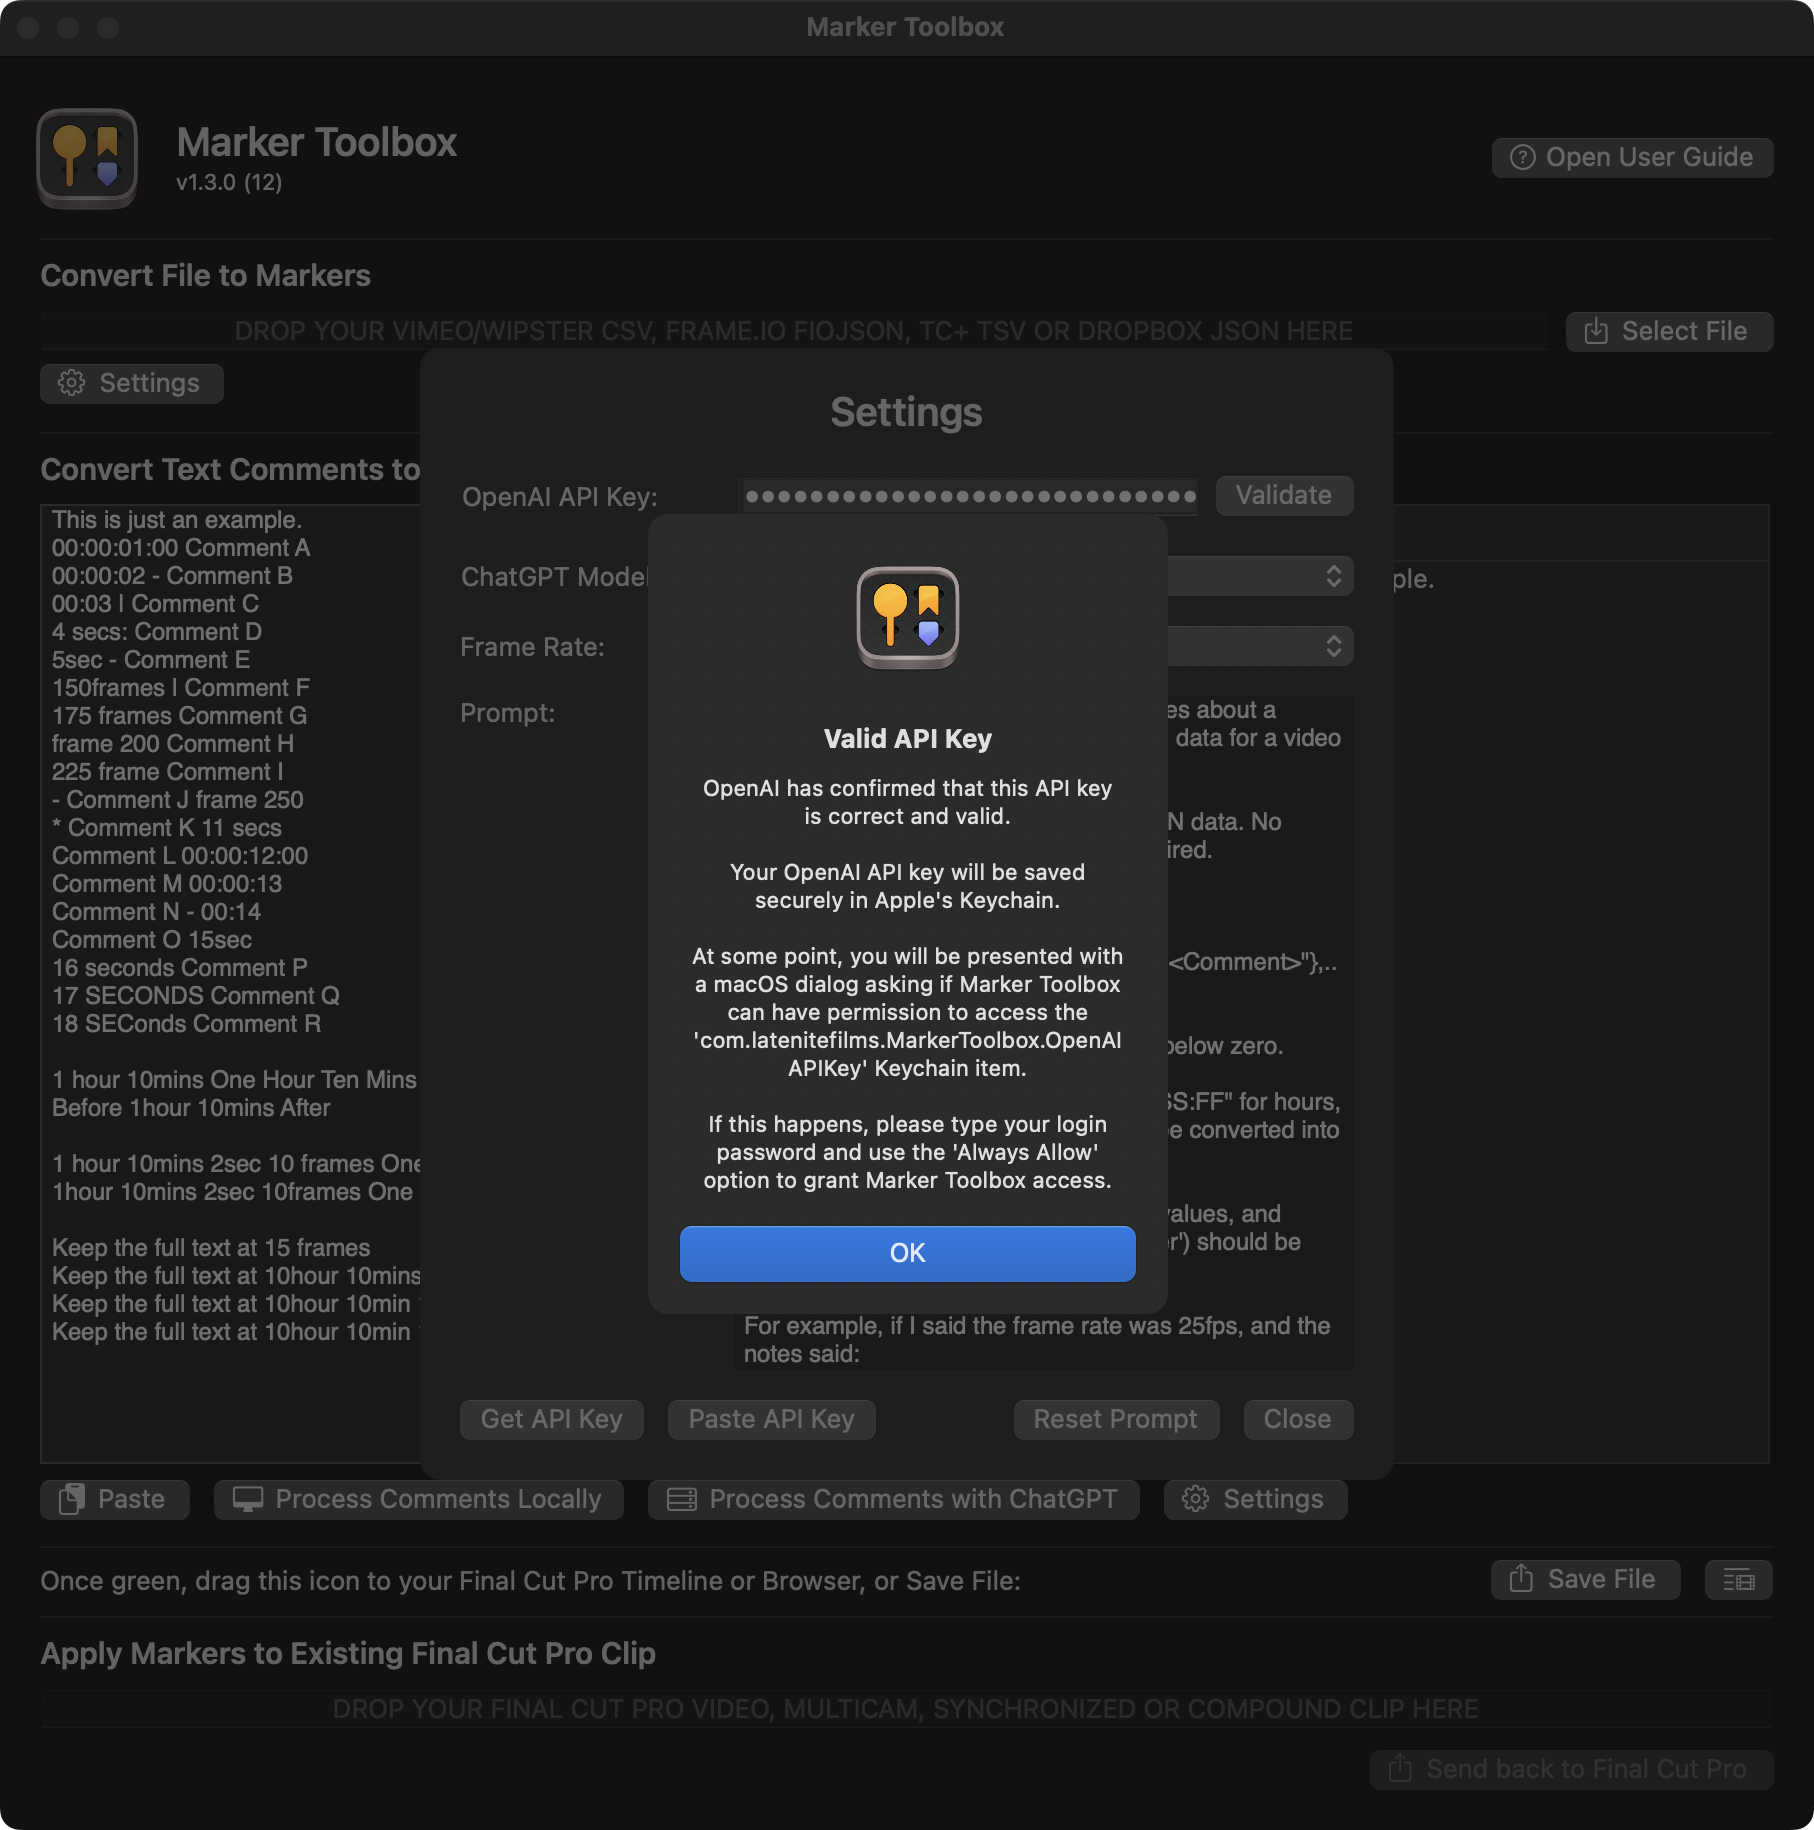 Marker Toolbox
Marker Toolbox
v1.3.0 (12)
Open User Guide
Convert File to Markers
DROP YOUR VIMEO/WIPSTER CSV, FRAME.IO FIOJSON, TC+ TSV OR DROPBOX JSON HERE
Select File
Settings
Convert Text Comments to
This is just an example.
00:00:01:00 Comment A
00:00:02 - Comment B
00:03 | Comment C
4 secs: Comment D
5sec - Comment E
150frames | Comment F
175 frames Comment G
frame 200 Comment H
225 frame Comment I
- Comment J frame 250
* Comment K 11 secs
Comment L 00:00:12:00
Comment M 00:00:13
Comment N - 00:14
Comment O 15sec
16 seconds Comment P
17 SECONDS Comment Q
18 SEConds Comment R
1 hour 10mins One Hour Ten Mins
Before 1hour 10mins After
1 hour 10mins 2sec 10 frames One
1hour 10mins 2sec 10frames One
Keep the full text at 15 frames
Keep the full text at 10hour 10mins
Keep the full text at 10hour 10min
Keep the full text at 10hour 10min
Settings
OpenAI API Key:
Validate
ChatGPT Model
Frame Rate:
Prompt:
about a
data for a video
data. No
<Comment>"},..
below zero.
for hours,
converted into
values, and
should be
For example, if I said the frame rate was 25fps, and the
notes said:
Get API Key
Paste API Key
Reset Prompt
Close
Valid API Key
OpenAI has confirmed that this API key
is correct and valid.
Your OpenAI API key will be saved
securely in Apple's Keychain.
At some point, you will be presented with
a macOS dialog asking if Marker Toolbox
can have permission to access the
'com.latenitefilms.MarkerToolbox.OpenAI
APIKey' Keychain item.
If this happens, please type your login
password and use the 'Always Allow'
option to grant Marker Toolbox access.
OK
Paste
Process Comments Locally
Process Comments with ChatGPT
Settings
Once green, drag this icon to your Final Cut Pro Timeline or Browser, or Save File:
Save File
Apply Markers to Existing Final Cut Pro Clip
DROP YOUR FINAL CUT PRO VIDEO, MULTICAM, SYNCHRONIZED OR COMPOUND CLIP HERE
Send back to Final Cut Pro